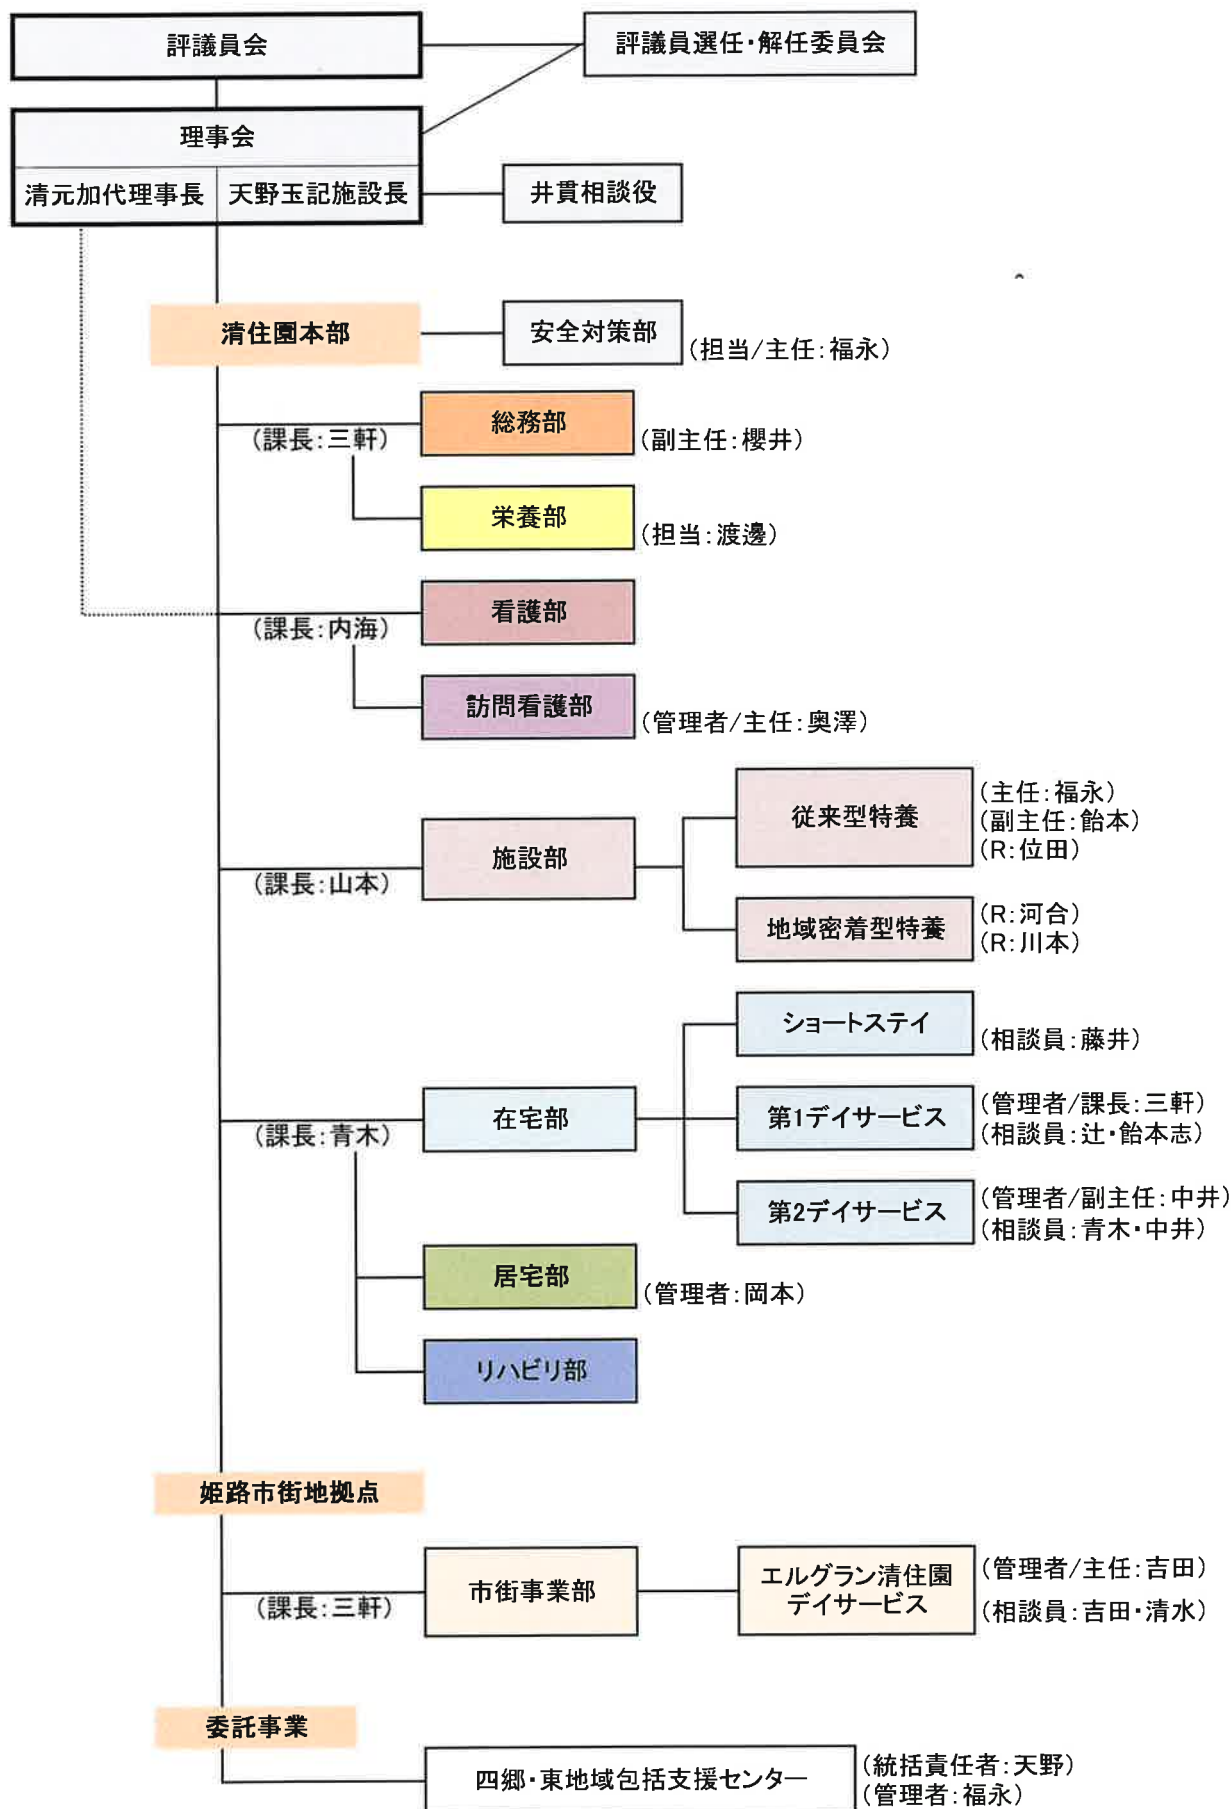 評議員会
評議員選任・解任委員会
理事会
清元加代理事長
天野玉記施設長
井貫相談役
清住園本部
安全対策部
(担当/主任:福永)
総務部
(課長:三軒)
(副主任:櫻井)
栄養部
(担当:渡邊)
看護部
(課長:内海)
訪問看護部
(管理者/主任:奥澤)
施設部
(課長:山本)
従来型特養
(主任:福永)
(副主任:飴本)
(R:位田)
地域密着型特養
(R:河合)
(R:川本)
ショートステイ
(相談員:藤井)
在宅部
(課長:青木)
第1デイサービス
(管理者/課長:三軒)
(相談員:辻・飴本志)
第2デイサービス
(管理者/副主任:中井)
(相談員:青木・中井)
居宅部
(管理者:岡本)
リハビリ部
姫路市街地拠点
市街事業部
(課長:三軒)
エルグラン清住園
デイサービス
(管理者/主任:吉田)
(相談員:吉田・清水)
委託事業
四郷・東地域包括支援センター
(統括責任者:天野)
(管理者:福永)